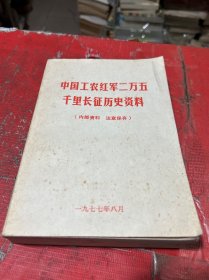 中国工农红军二万五
千里长征历史资料
(内部资料 注意保存)
一九七七年八月